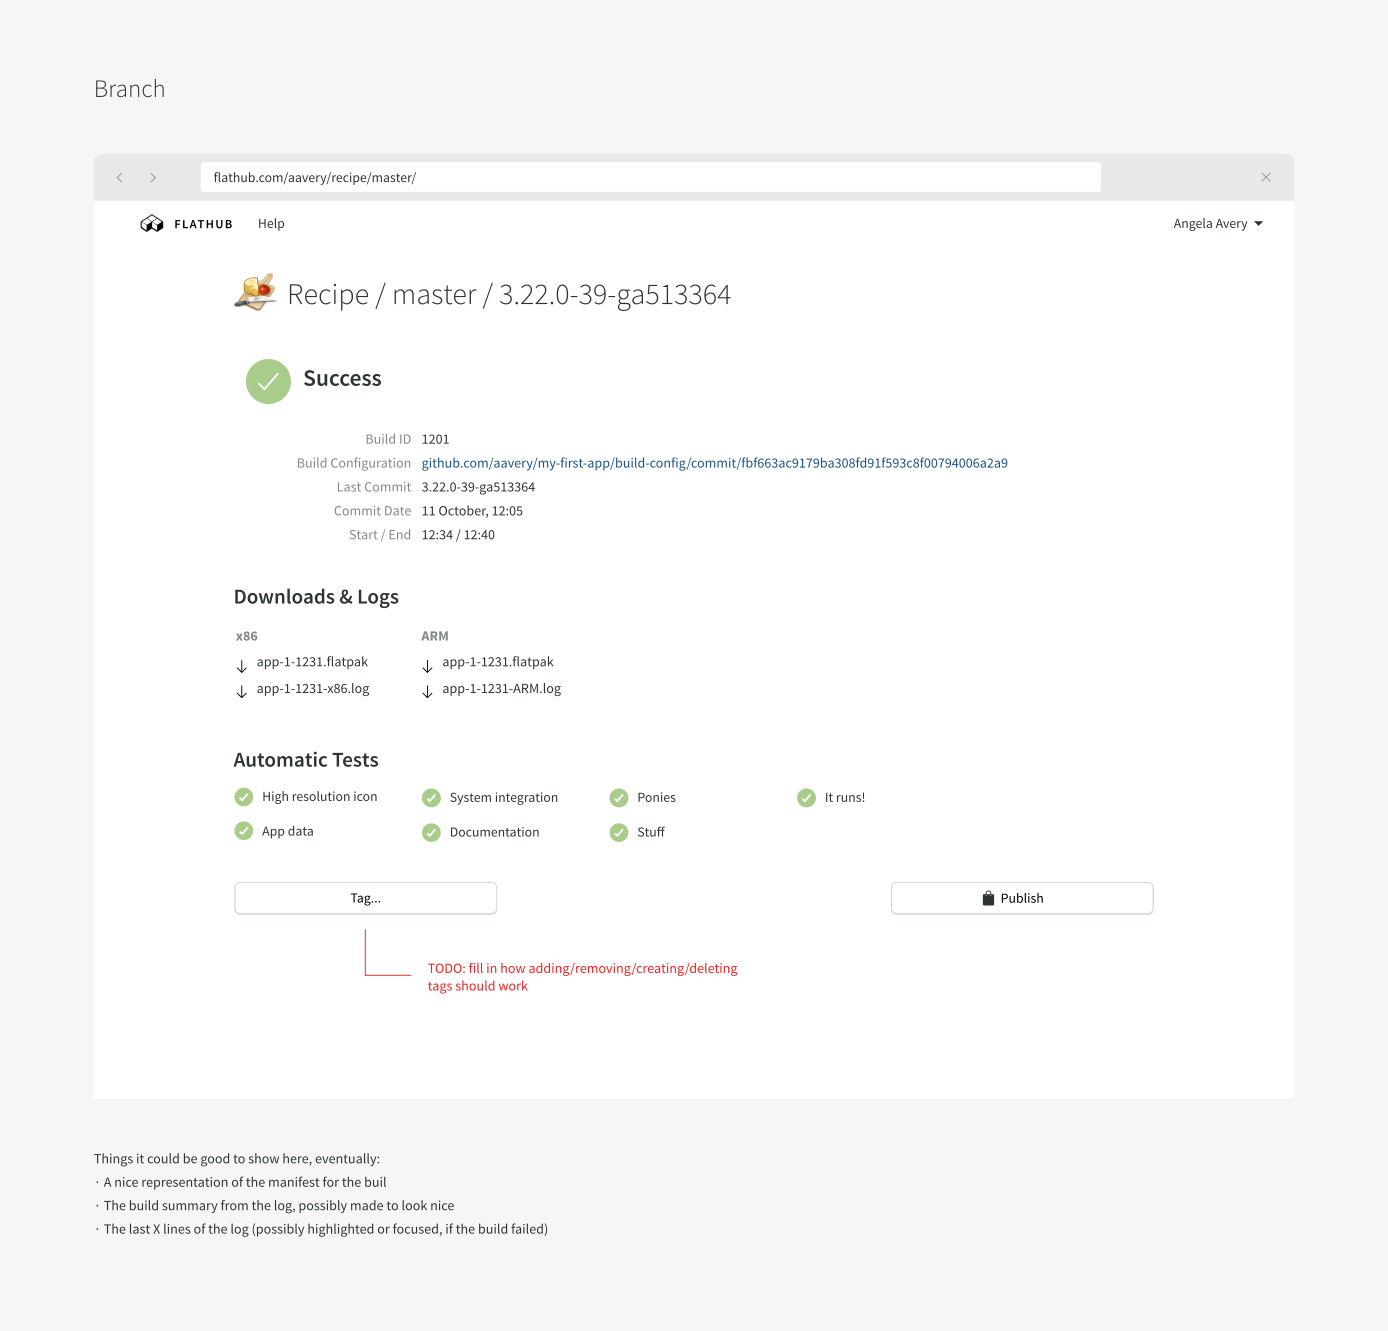 Branch
flathub.com/aavery/recipe/master/
FLATHUB Help Angela Avery
Recipe / master / 3.22.0-39-ga513364
Success
Build ID 1201
Build Configuration github.com/aavery/my-first-app/build-config/commit/fbf663ac9179ba308fd91f593c8f00794006a2a9
Last Commit 3.22.0-39-ga513364
Commit Date 11 October, 12:05
Start / End 12:34 / 12:40
Downloads & Logs
x86 ARM
app-1-1231.flatpak app-1-1231.flatpak
app-1-1231-x86.log app-1-1231-ARM.log
Automatic Tests
High resolution icon System integration Ponies It runs!
App data Documentation Stuff
Tag... Publish
TODO: fill in how adding/removing/creating/deleting
tags should work
Things it could be good to show here, eventually:
· A nice representation of the manifest for the buil
· The build summary from the log, possibly made to look nice
· The last X lines of the log (possibly highlighted or focused, if the build failed)